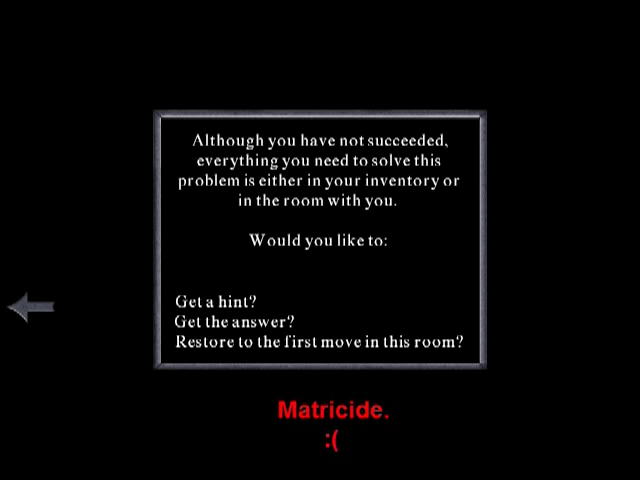 Although you have not succeeded,
everything you need to solve this
problem is either in your inventory or
in the room with you.
Would you like to:
Get a hint?
Get the answer?
Restore to the first move in this room?
Matricide.
:(